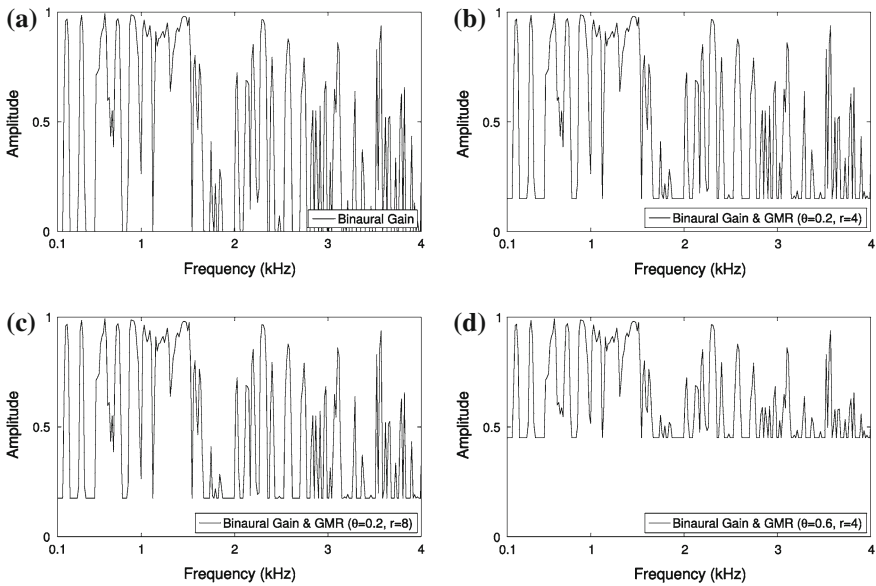 (a)
1
0.5
0
Amplitude
Binaural Gain
0.1 1 2 3 4
Frequency (kHz)
(b)
1
0.5
0
Amplitude
Binaural Gain & GMR (θ=0.2, r=4)
0.1 1 2 3 4
Frequency (kHz)
(c)
1
0.5
0
Amplitude
Binaural Gain & GMR (θ=0.2, r=8)
0.1 1 2 3 4
Frequency (kHz)
(d)
1
0.5
0
Amplitude
Binaural Gain & GMR (θ=0.6, r=4)
0.1 1 2 3 4
Frequency (kHz)